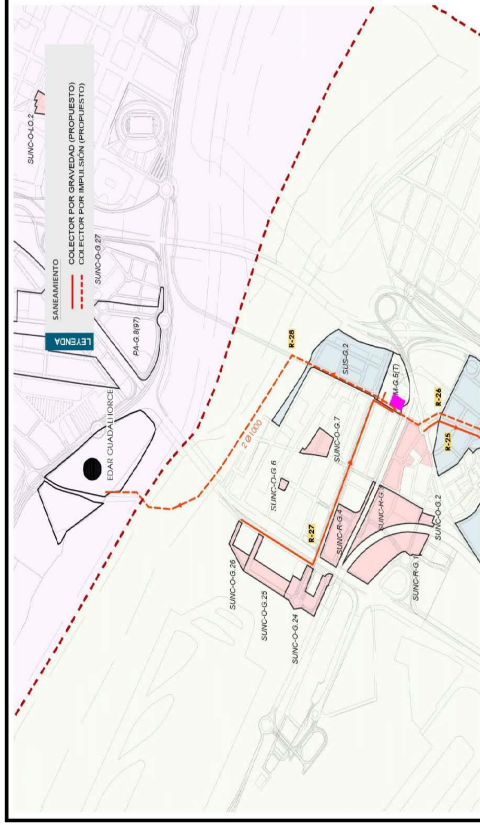 LEYENDA
SANEAMIENTO
COLECTOR POR GRAVEDAD (PROPUESTO)
COLECTOR POR IMPULSIÓN (PROPUESTO)
SUNC-O-LO.2
SUNC-O-G.27
PA-G.8(97)
EDAR GUADALHORCE
R-28
SUS-G.2
2 Ø1000
SUNC-O-G.7
SUNC-O-G.6
R-27
SUNC-R-G.4
SUNC-O-G.26
SUNC-O-G.25
SUNC-O-G.24
R-26
R-25
SUNC-O-G.2
SUNC-R-G.1